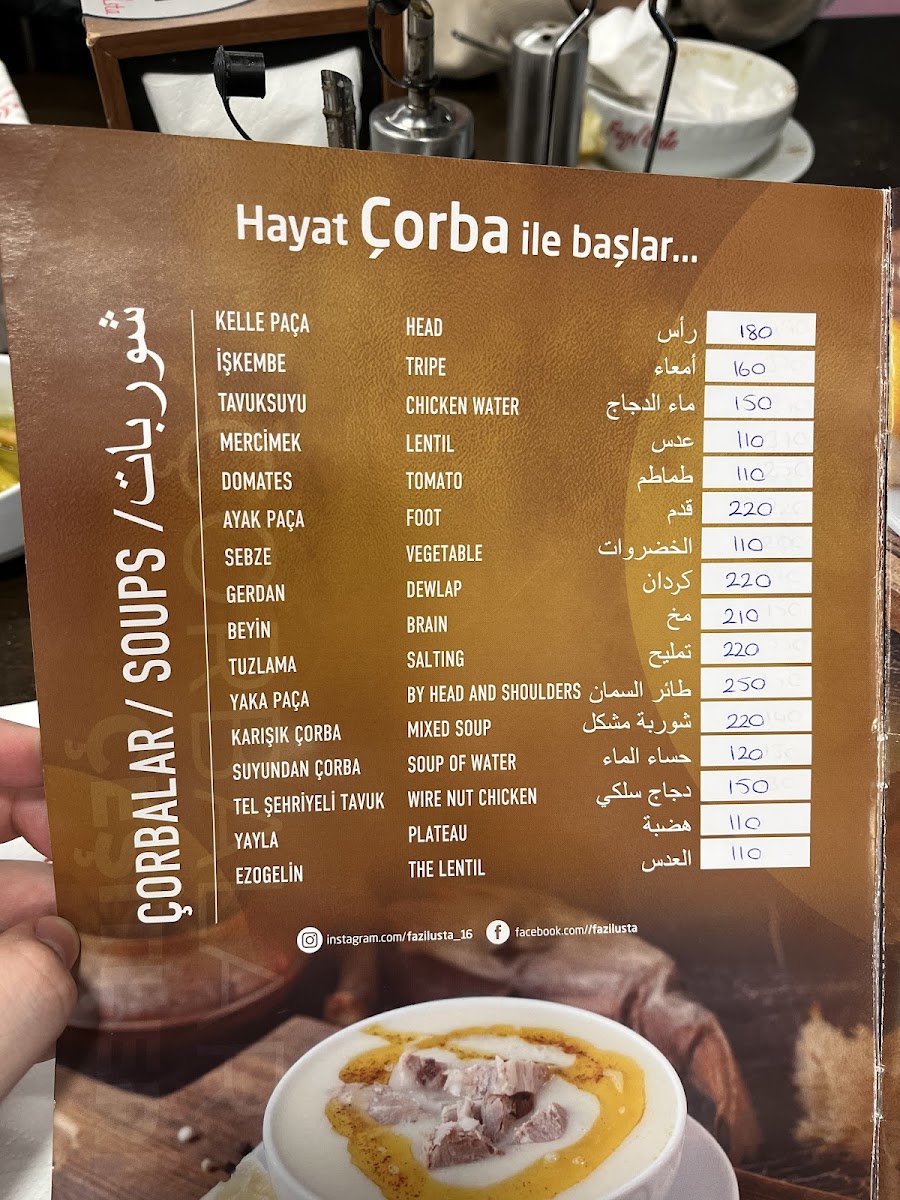 Hayat Çorba ile başlar...
ÇORBALAR / SOUPS / شوربات
KELLE PAÇA HEAD رأس 180
İŞKEMBE TRIPE أمعاء 160
TAVUKSUYU CHICKEN WATER ماء الدجاج 150
MERCİMEK LENTIL عدس 110
DOMATES TOMATO طماطم 110
AYAK PAÇA FOOT قدم 220
SEBZE VEGETABLE الخضروات 110
GERDAN DEWLAP كردان 220
BEYİN BRAIN مخ 210
TUZLAMA SALTING تمليح 220
YAKA PAÇA BY HEAD AND SHOULDERS طائر السمان 250
KARIŞIK ÇORBA MIXED SOUP شوربة مشكل 220
SUYUNDAN ÇORBA SOUP OF WATER حساء الماء 120
TEL ŞEHRİYELİ TAVUK WIRE NUT CHICKEN دجاج سلكي 150
YAYLA PLATEAU هضبة 110
EZOGELİN THE LENTIL العدس 110
instagram.com/fazilusta_16 facebook.com//fazilusta